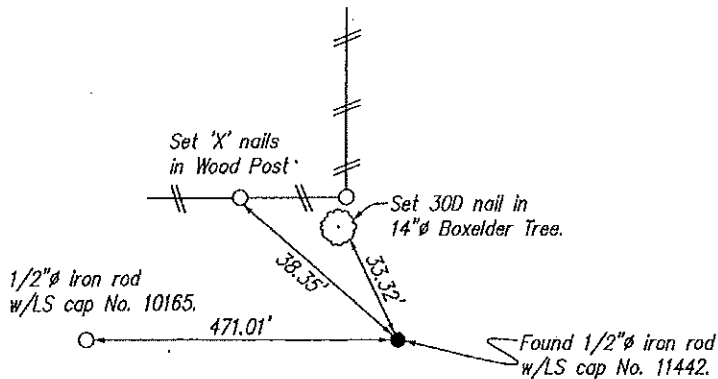 Set 'X' nails
in Wood Post
Set 30D nail in
14"ø Boxelder Tree.
38.35'
33.32'
1/2"ø iron rod
w/LS cap No. 10165.
471.01'
Found 1/2"ø iron rod
w/LS cap No. 11442.